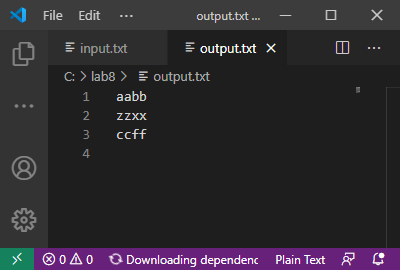 File Edit ... output.txt ...
input.txt output.txt
C: > lab8 > output.txt
1 aabb
2 zzxx
3 ccff
4
0 0 Downloading dependenc Plain Text